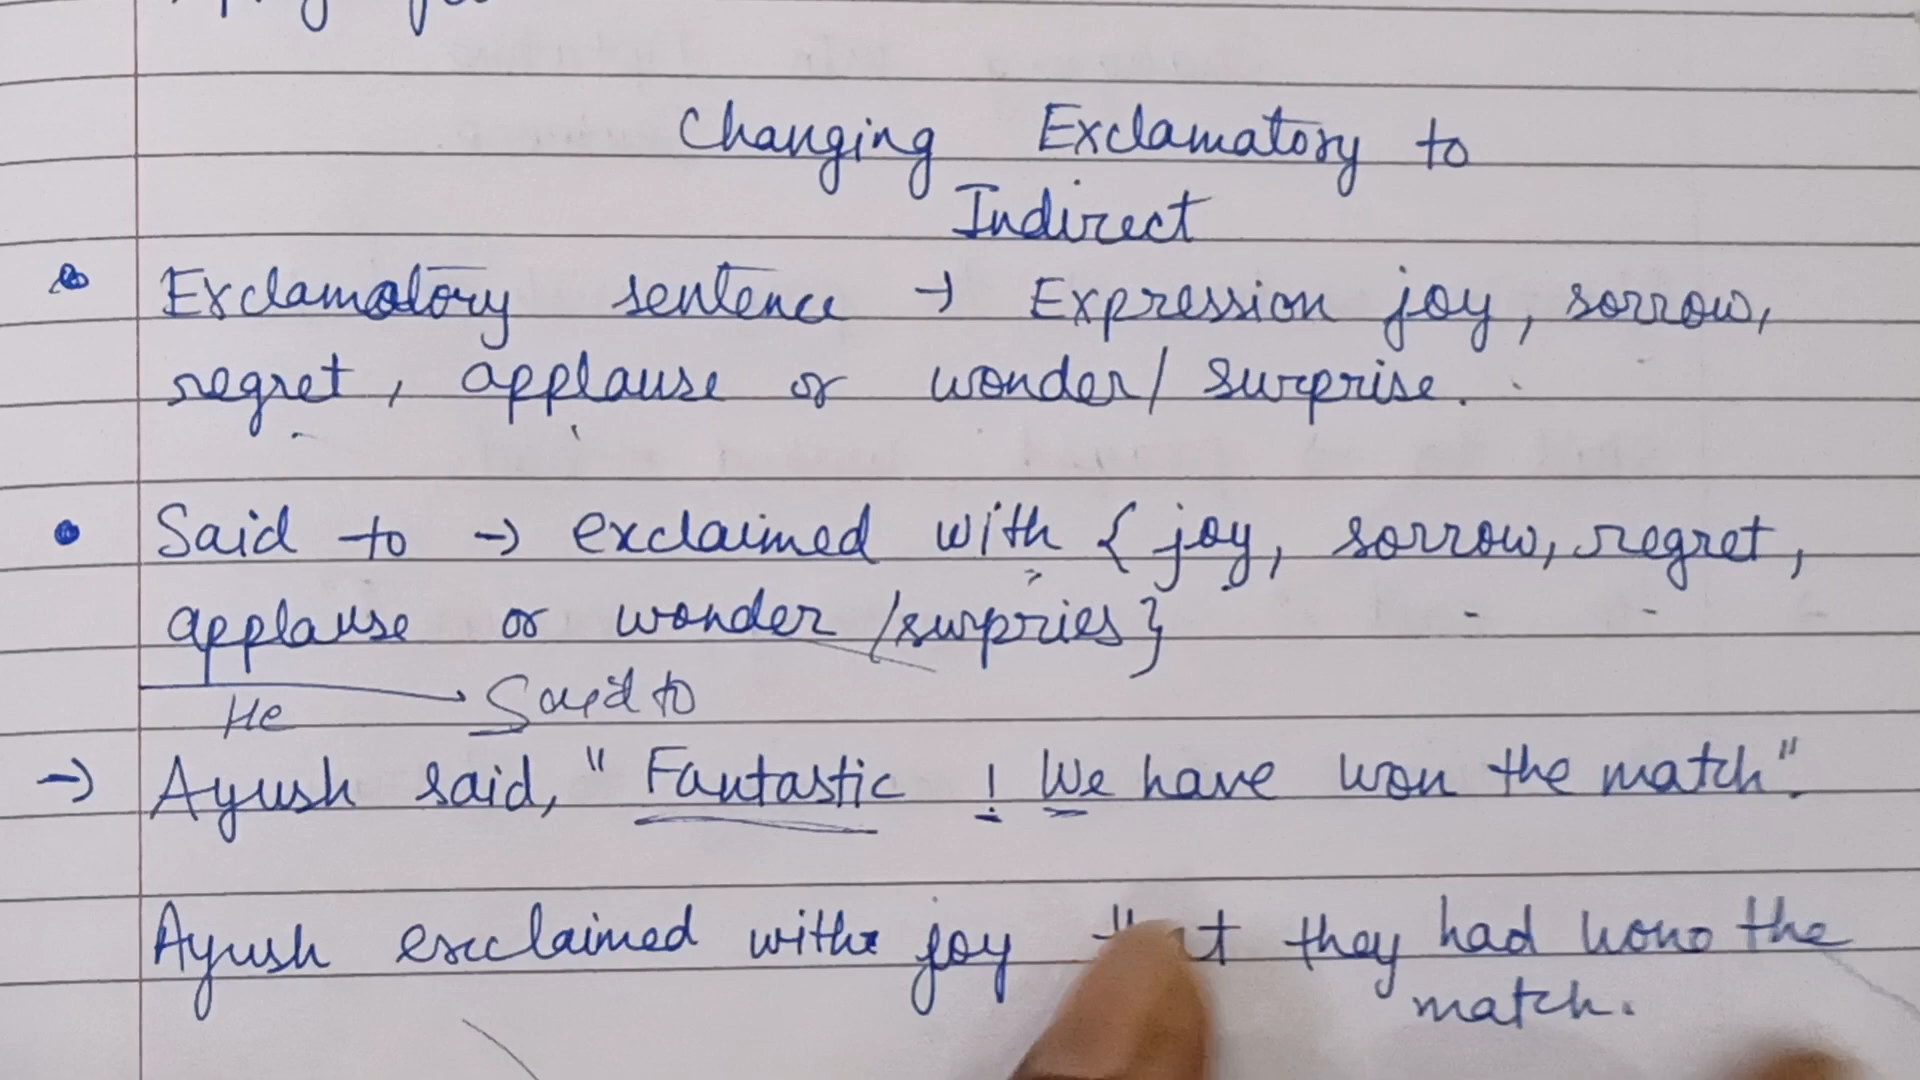 Changing Exclamatory to
Indirect
Exclamatory sentence → Expression joy, sorrow,
regret, applause or wonder/ surprise.
Said to → exclaimed with { joy, sorrow, regret,
applause or wonder /surpries}
He Said to
→ Ayush said, " Fantastic ! We have won the match".
Ayush exclaimed with joy they had won the
match.